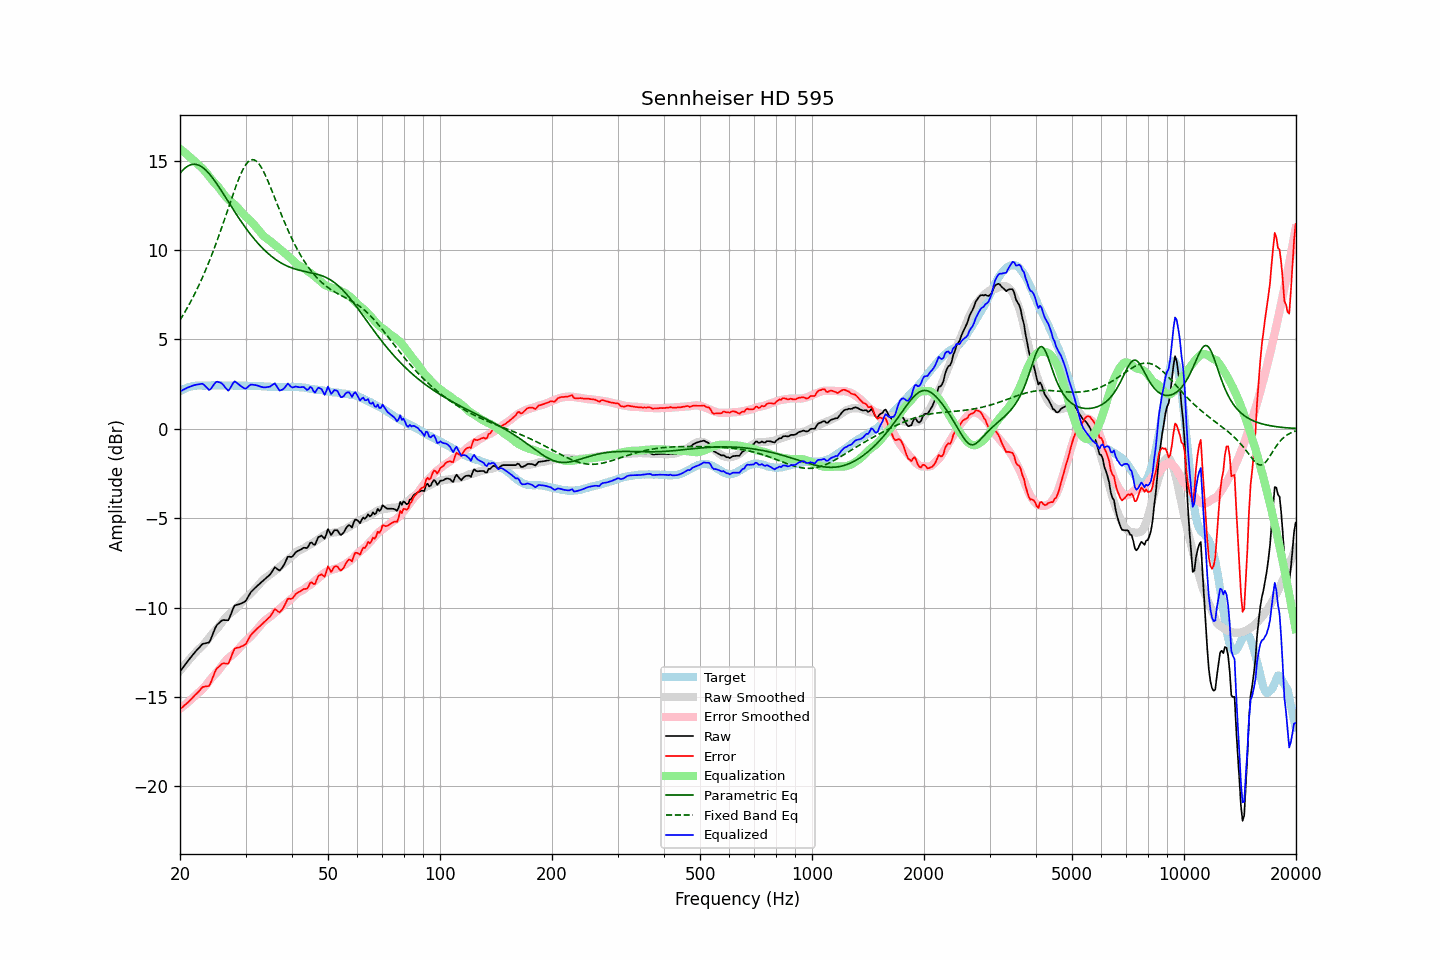 Sennheiser HD 595
Amplitude (dBr)
15
10
5
0
−5
−10
−15
−20
Target
Raw Smoothed
Error Smoothed
Raw
Error
Equalization
Parametric Eq
Fixed Band Eq
Equalized
20
50
100
200
500
1000
2000
5000
10000
20000
Frequency (Hz)